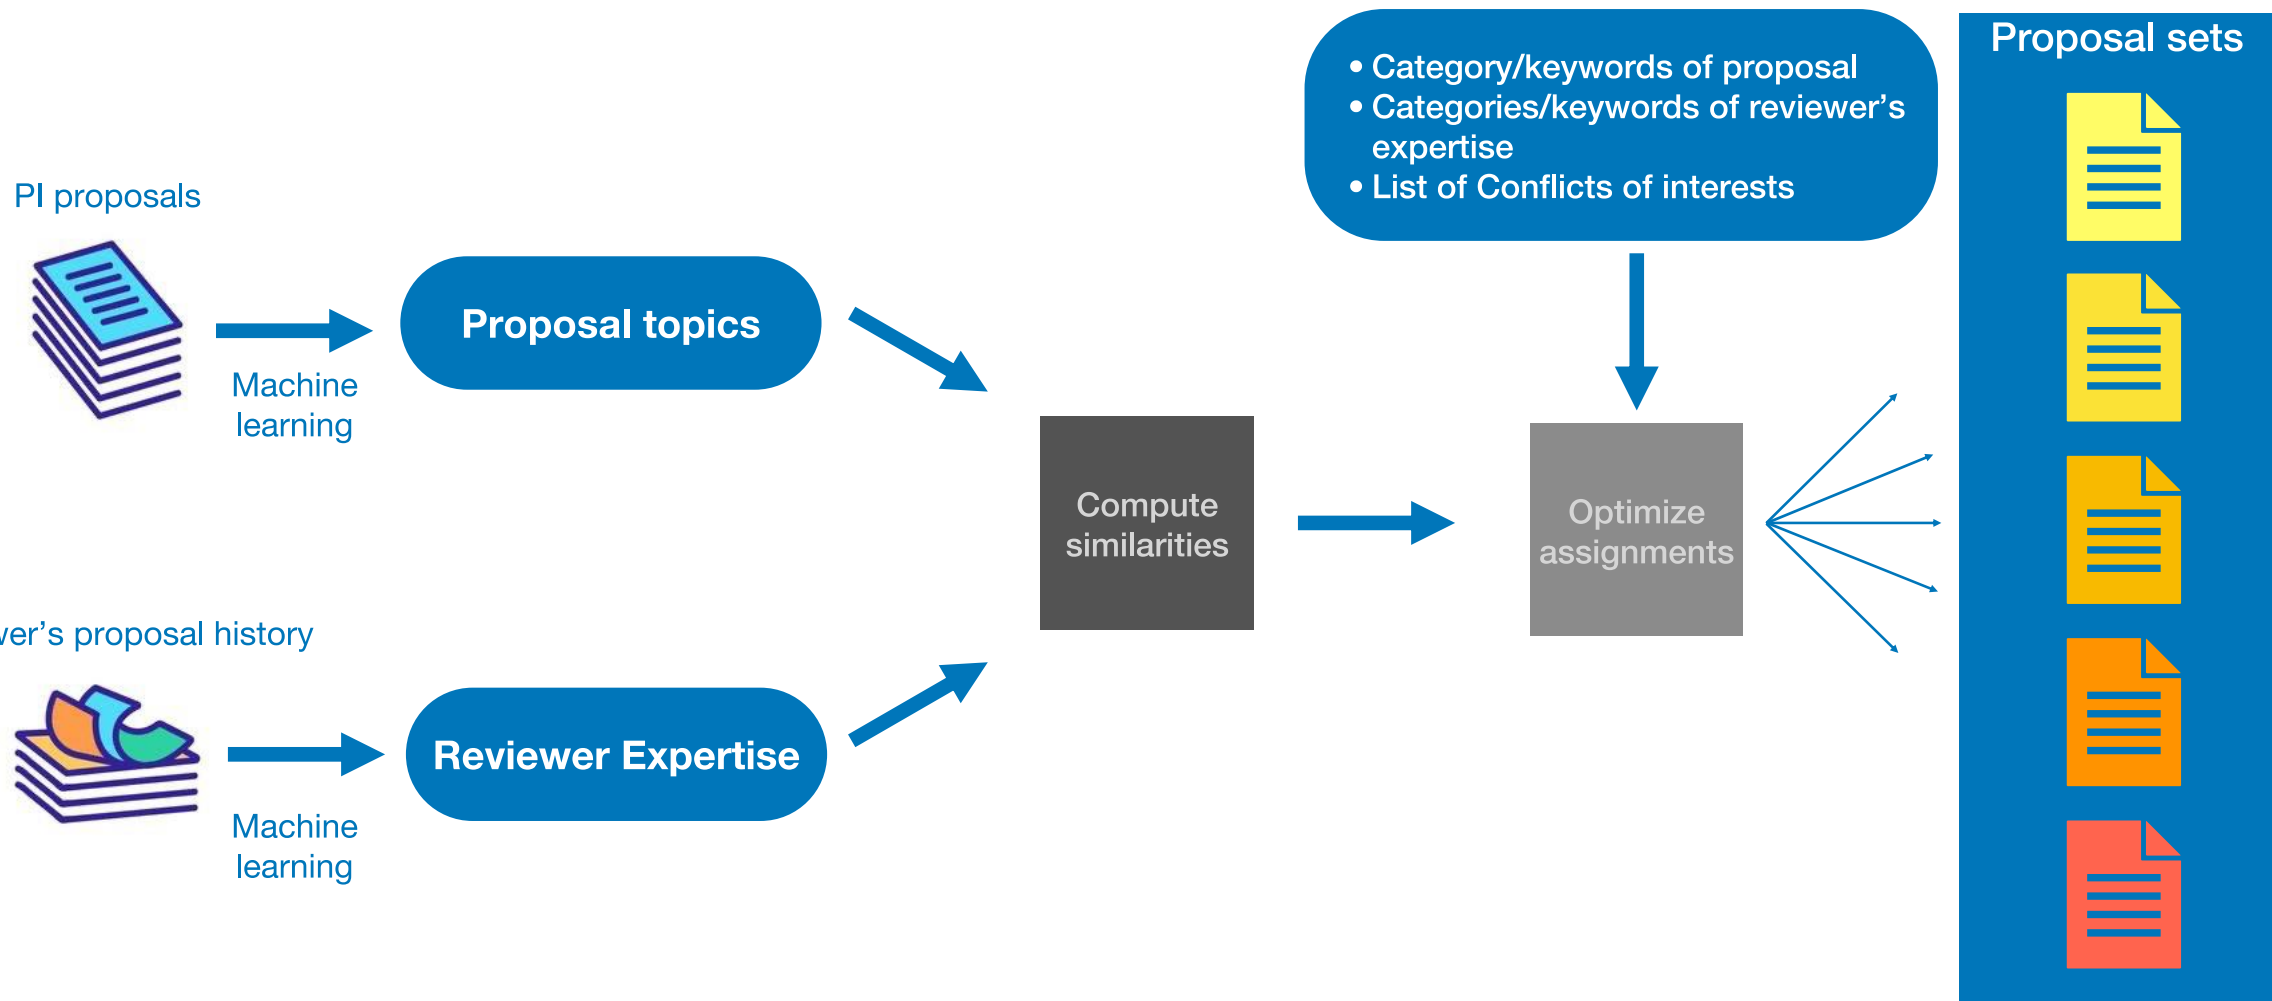 PI proposals
Machine
learning
Proposal topics
proposal history
Machine
learning
Reviewer Expertise
Compute
similarities
• Category/keywords of proposal
• Categories/keywords of reviewer's
expertise
• List of Conflicts of interests
Optimize
assignments
Proposal sets